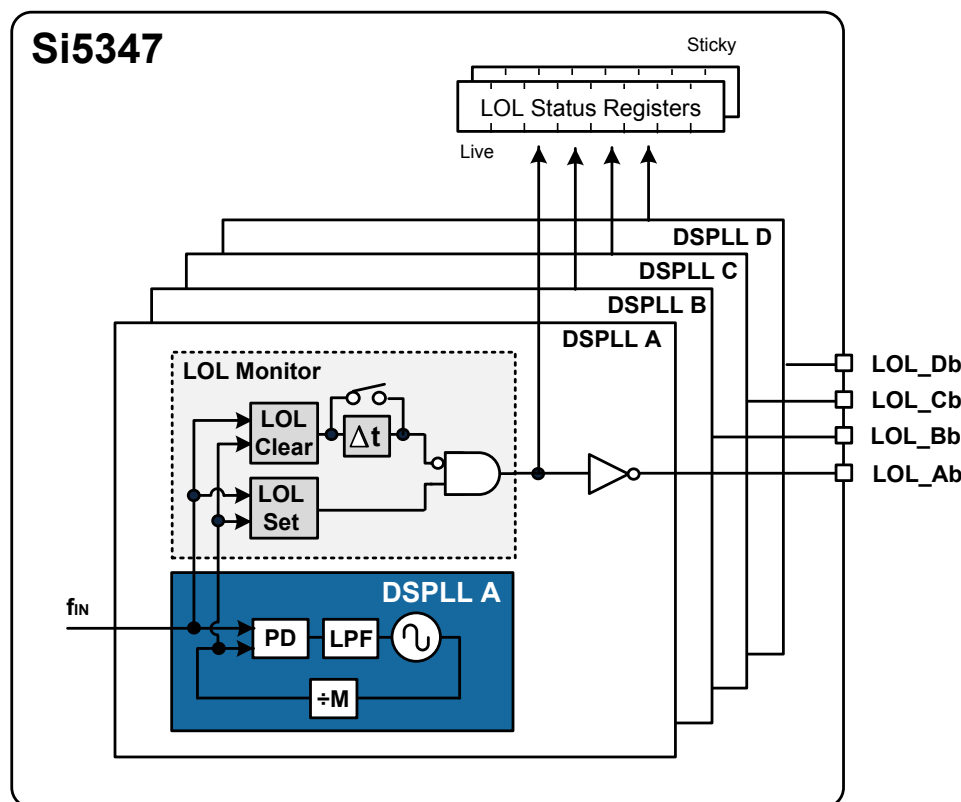 Si5347
Sticky
LOL Status Registers
Live
DSPLL D
DSPLL C
DSPLL B
DSPLL A
LOL Monitor
LOL
Clear
Δt
LOL
Set
LOL_Db
LOL_Cb
LOL_Bb
LOL_Ab
DSPLL A
fIN
PD
LPF
÷M